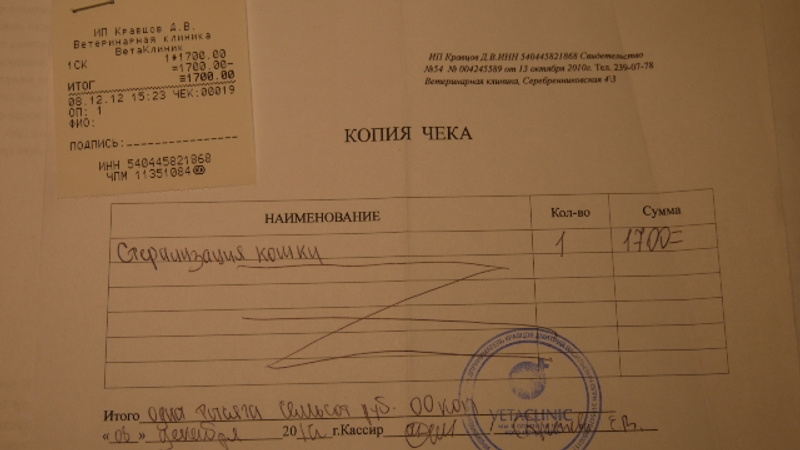 ИП Кравцов Д.В.
Ветеринарная клиника
ВетаКлиник
1СК 1*1700.00
=1700.00-
ИТОГ ≡1700.00
08.12.12 15:23 ЧЕК:00019
ОП: 1
ФИО:
ПОДПИСЬ:
ИНН 540445821868
ЧПМ 11351084
ИП Кравцов Д.В.ИНН 540445821868 Свидетельство
№54 № 004245589 от 13 октября 2010г. Тел. 239-07-78
Ветеринарная клиника, Серебренниковская 4\3
КОПИЯ ЧЕКА
НАИМЕНОВАНИЕ Кол-во Сумма
Стерилизация кошки 1 1700=
Итого одна тысяча семьсот руб. 00 коп
« 08 » декабря 2012 г.Кассир Е.В.
VETACLINIC